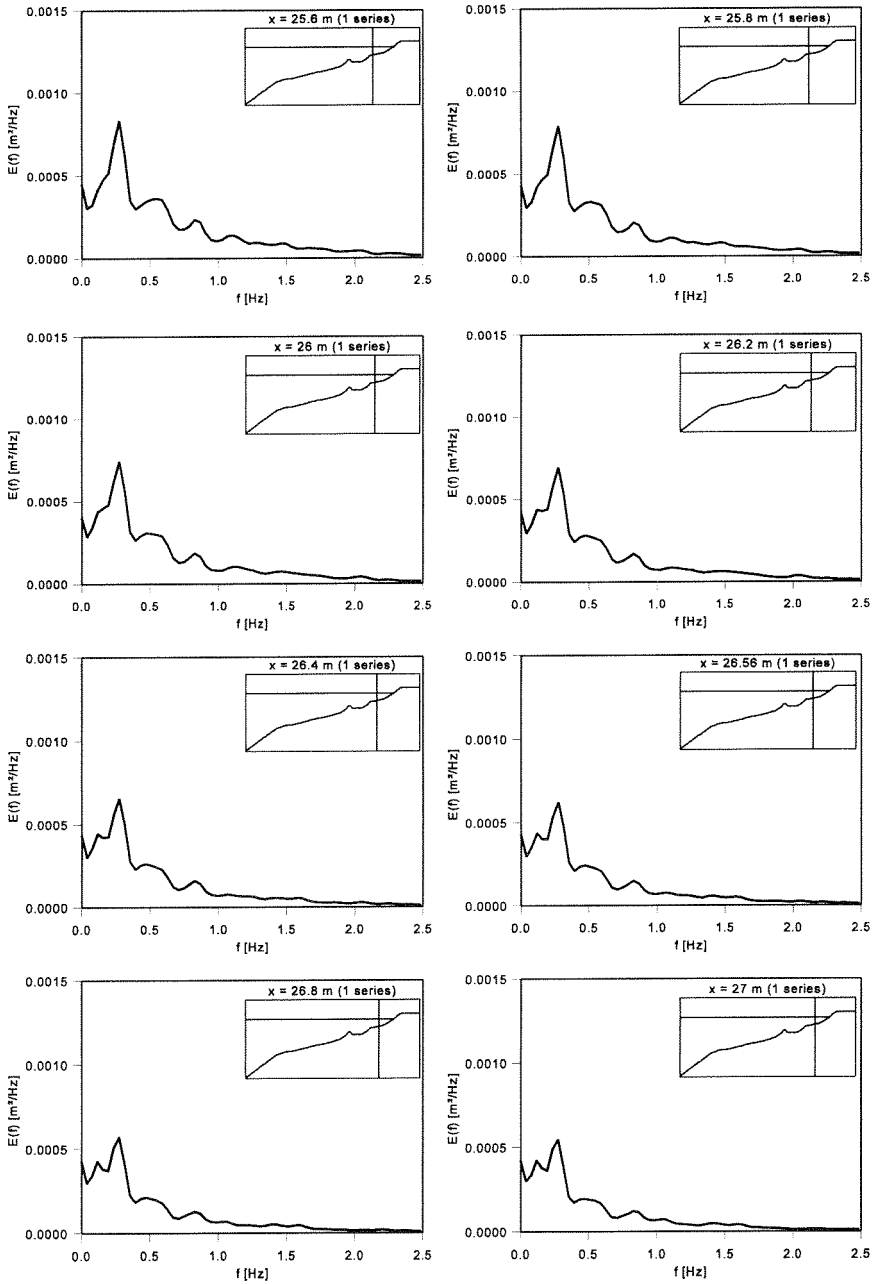 x = 25.6 m (1 series)
E(f) [m²/Hz]
0.0015
0.0010
0.0005
0.0000
0.0 0.5 1.0 1.5 2.0 2.5
f [Hz]
x = 25.8 m (1 series)
E(f) [m²/Hz]
0.0015
0.0010
0.0005
0.0000
0.0 0.5 1.0 1.5 2.0 2.5
f [Hz]
x = 26 m (1 series)
E(f) [m²/Hz]
0.0015
0.0010
0.0005
0.0000
0.0 0.5 1.0 1.5 2.0 2.5
f [Hz]
x = 26.2 m (1 series)
E(f) [m²/Hz]
0.0015
0.0010
0.0005
0.0000
0.0 0.5 1.0 1.5 2.0 2.5
f [Hz]
x = 26.4 m (1 series)
E(f) [m²/Hz]
0.0015
0.0010
0.0005
0.0000
0.0 0.5 1.0 1.5 2.0 2.5
f [Hz]
x = 26.56 m (1 series)
E(f) [m²/Hz]
0.0015
0.0010
0.0005
0.0000
0.0 0.5 1.0 1.5 2.0 2.5
f [Hz]
x = 26.8 m (1 series)
E(f) [m²/Hz]
0.0015
0.0010
0.0005
0.0000
0.0 0.5 1.0 1.5 2.0 2.5
f [Hz]
x = 27 m (1 series)
E(f) [m²/Hz]
0.0015
0.0010
0.0005
0.0000
0.0 0.5 1.0 1.5 2.0 2.5
f [Hz]